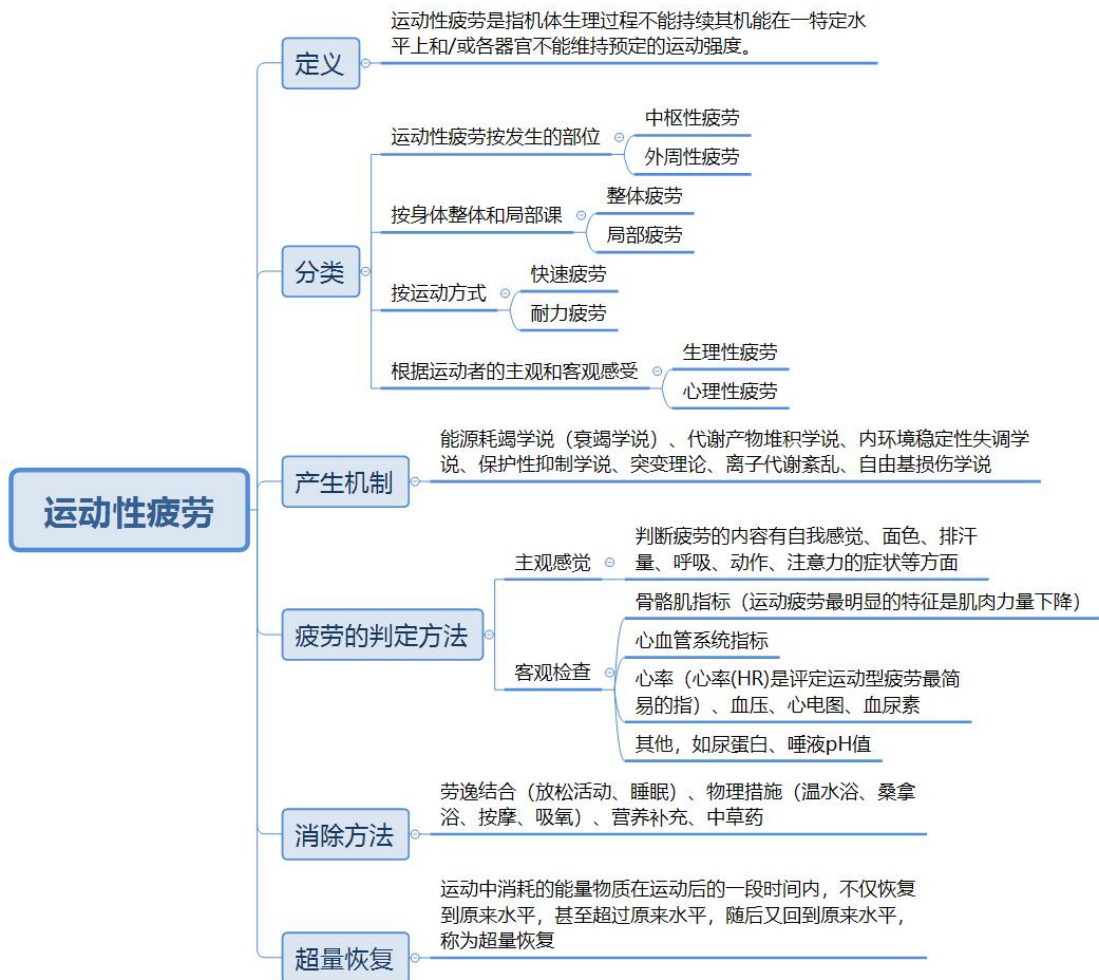 运动性疲劳是指机体生理过程不能持续其机能在一特定水
平上和/或各器官不能维持预定的运动强度。
定义
运动性疲劳按发生的部位
中枢性疲劳
外周性疲劳
按身体整体和局部课
整体疲劳
局部疲劳
分类
按运动方式
快速疲劳
耐力疲劳
根据运动者的主观和客观感受
生理性疲劳
心理性疲劳
能源耗竭学说（衰竭学说）、代谢产物堆积学说、内环境稳定性失调学
说、保护性抑制学说、突变理论、离子代谢紊乱、自由基损伤学说
产生机制
运动性疲劳
主观感觉
判断疲劳的内容有自我感觉、面色、排汗
量、呼吸、动作、注意力的症状等方面
疲劳的判定方法
骨骼肌指标（运动疲劳最明显的特征是肌肉力量下降）
心血管系统指标
客观检查
心率（心率(HR)是评定运动型疲劳最简
易的指）、血压、心电图、血尿素
其他，如尿蛋白、唾液pH值
劳逸结合（放松活动、睡眠）、物理措施（温水浴、桑拿
浴、按摩、吸氧）、营养补充、中草药
消除方法
运动中消耗的能量物质在运动后的一段时间内，不仅恢复
到原来水平，甚至超过原来水平，随后又回到原来水平，
称为超量恢复
超量恢复